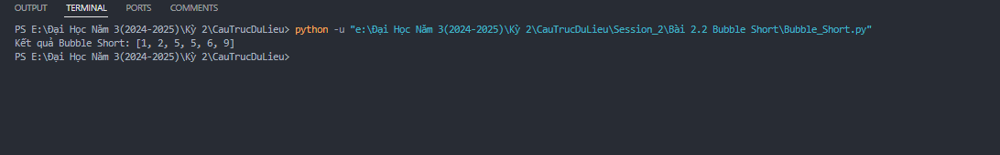 OUTPUT TERMINAL PORTS COMMENTS
PS E:\Đại Học Năm 3(2024-2025)\Kỳ 2\CauTrucDuLieu> python -u "e:\Đại Học Năm 3(2024-2025)\Kỳ 2\CauTrucDuLieu\Session_2\Bài 2.2 Bubble Short\Bubble_Short.py"
Kết quả Bubble Short: [1, 2, 5, 5, 6, 9]
PS E:\Đại Học Năm 3(2024-2025)\Kỳ 2\CauTrucDuLieu>